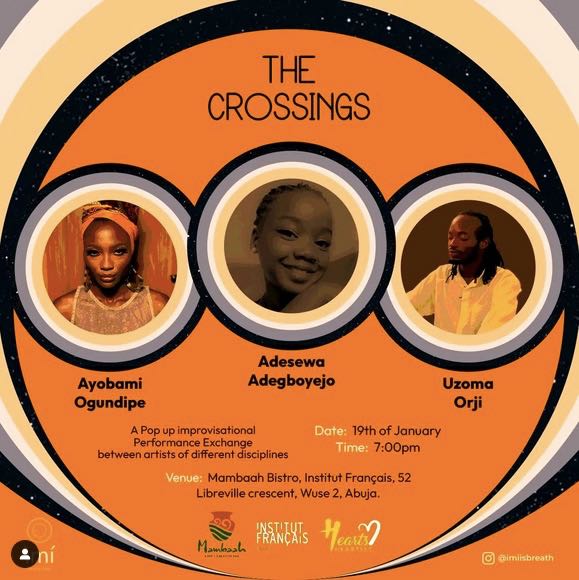 THE
CROSSINGS
Ayobami
Ogundipe
Adesewa
Adegboyejo
Uzoma
Orji
A Pop up improvisational
Performance Exchange
between artists of different disciplines
Date: 19th of January
Time: 7:00pm
Venue: Mambaah Bistro, Institut Français, 52
Libreville crescent, Wuse 2, Abuja.
Mambaah
INSTITUT
FRANÇAIS
Hearts
@imiisbreath